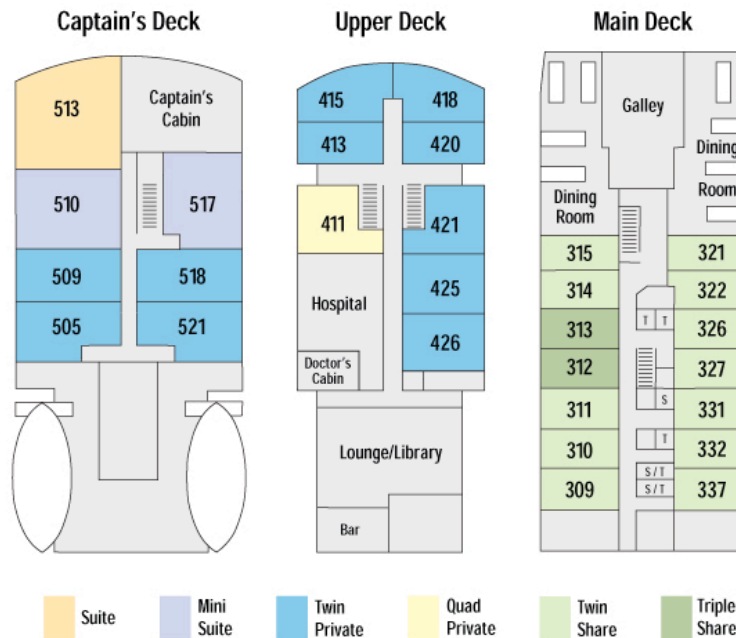 Captain's Deck
513
Captain's
Cabin
510
517
509
518
505
521
Upper Deck
415
418
413
420
411
421
425
Hospital
426
Doctor's
Cabin
Lounge/Library
Bar
Main Deck
Galley
Dining
Room
Dining
Room
315
321
314
322
T T
313
326
312
327
S
311
331
T
310
332
S/T
S/T
309
337
Suite
Mini
Suite
Twin
Private
Quad
Private
Twin
Share
Triple
Share